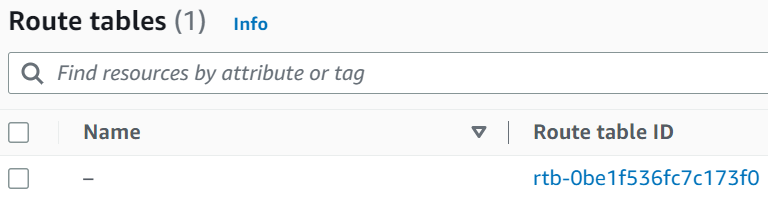 Route tables (1) Info
Find resources by attribute or tag
Name Route table ID
– rtb-0be1f536fc7c173f0